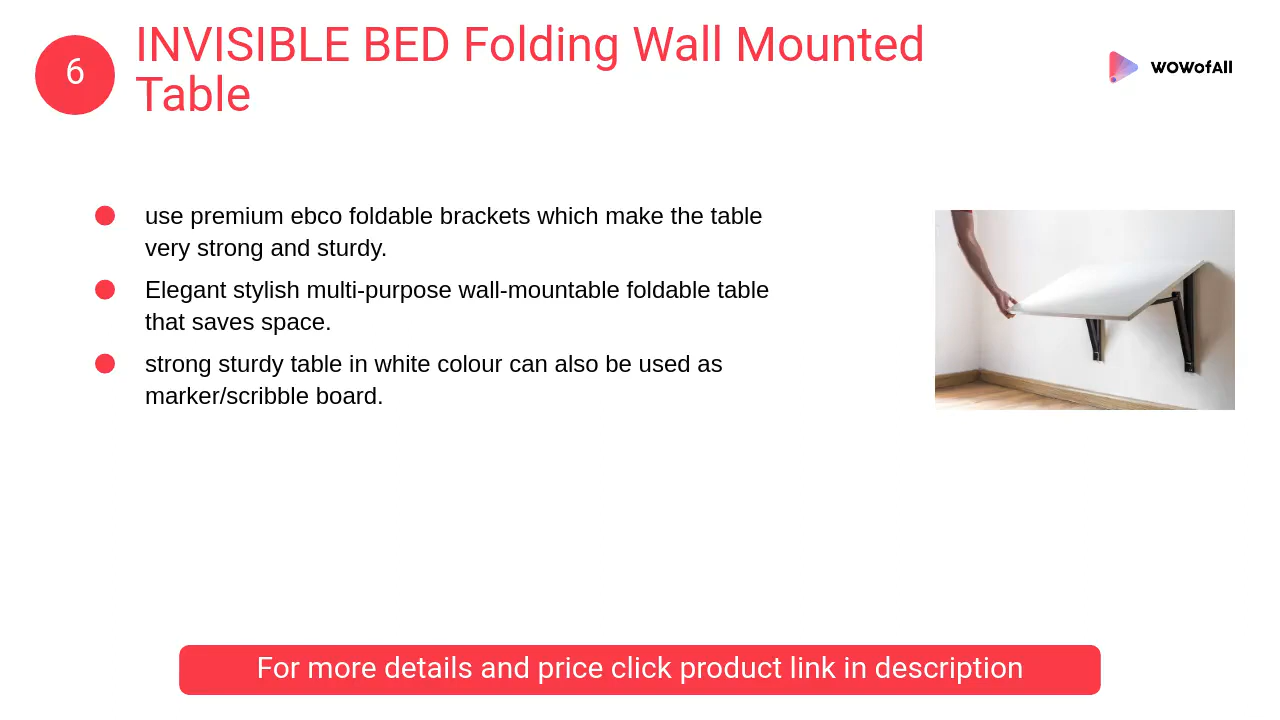 6
INVISIBLE BED Folding Wall Mounted
Table
WOWofAll
use premium ebco foldable brackets which make the table
very strong and sturdy.
Elegant stylish multi-purpose wall-mountable foldable table
that saves space.
strong sturdy table in white colour can also be used as
marker/scribble board.
For more details and price click product link in description